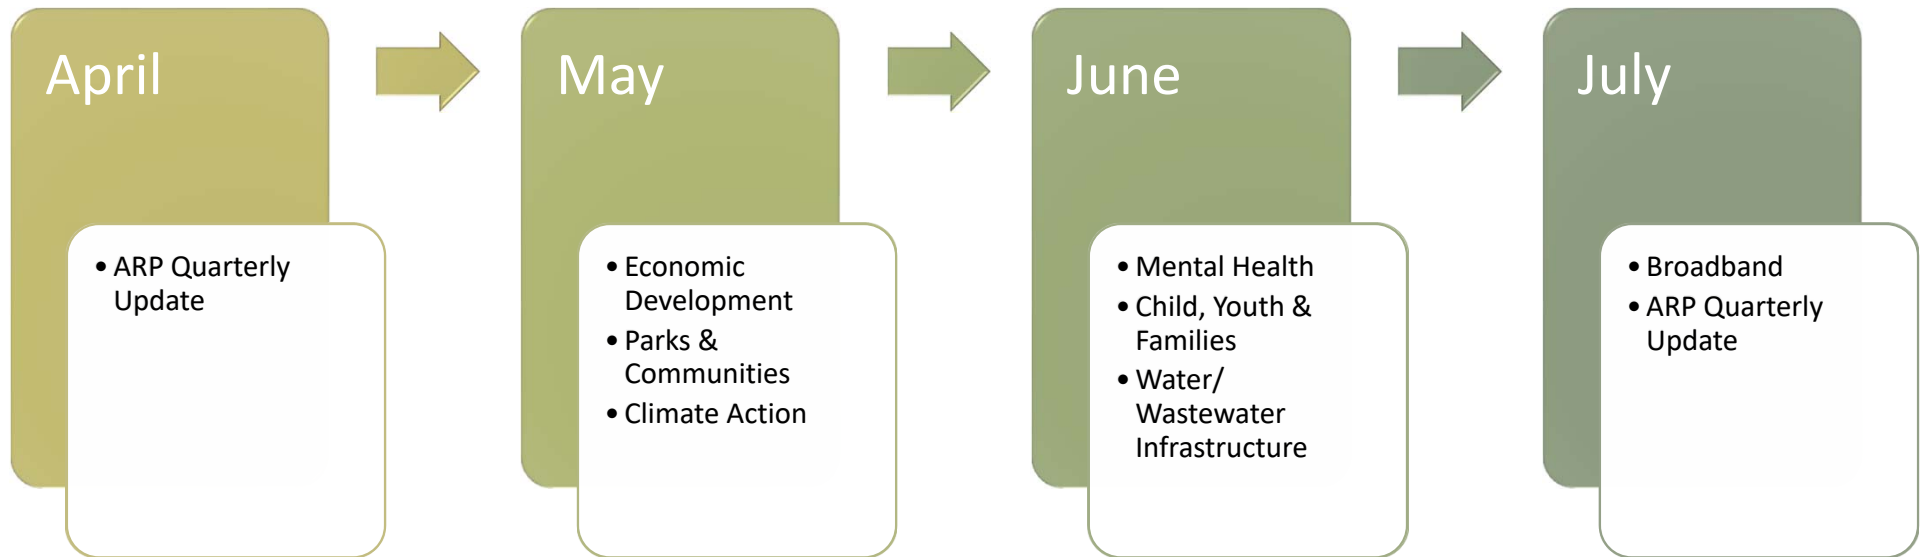 April
• ARP Quarterly
Update
May
• Economic
Development
• Parks &
Communities
• Climate Action
June
• Mental Health
• Child, Youth &
Families
• Water/
Wastewater
Infrastructure
July
• Broadband
• ARP Quarterly
Update